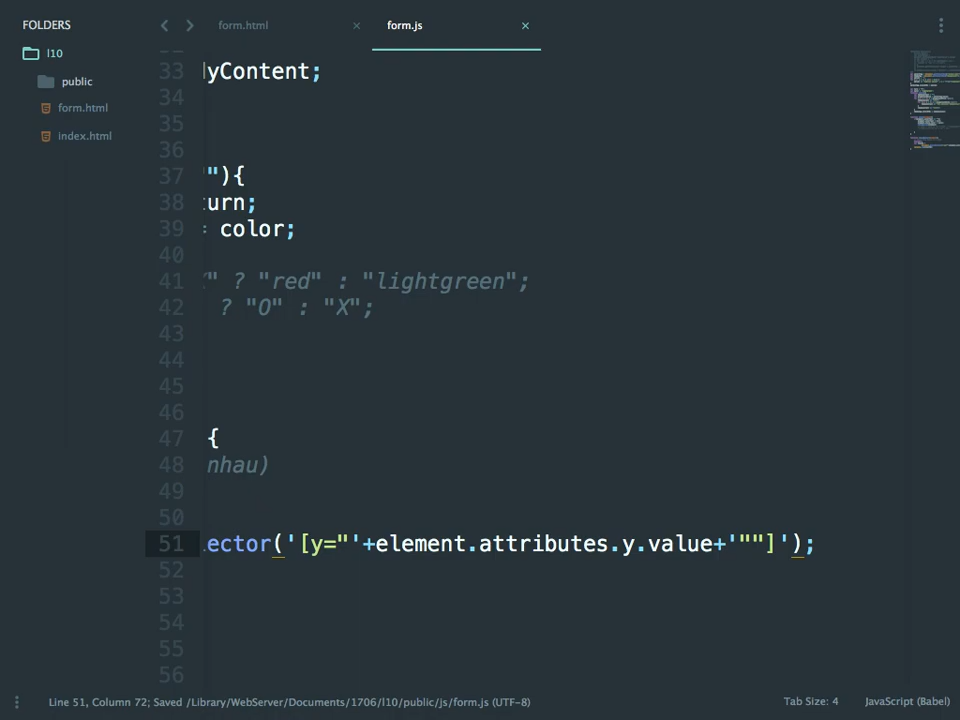 FOLDERS
l10
public
form.html
index.html
form.html ×
form.js ×
33 lyContent;
34
35
36
37 "){
38 turn;
39 = color;
40
41 " ? "red" : "lightgreen";
42 ? "O" : "X";
43
44
45
46
47 {
48 nhau)
49
50
51 lector('[y="'+element.attributes.y.value+'""]');
52
53
54
55
56
Line 51, Column 72; Saved /Library/WebServer/Documents/1706/l10/public/js/form.js (UTF-8)
Tab Size: 4
JavaScript (Babel)